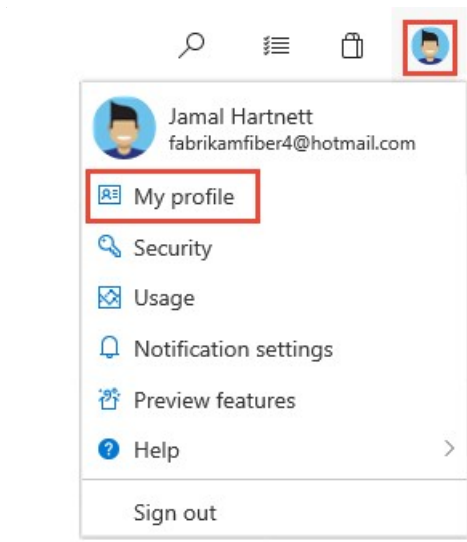 Jamal Hartnett
fabrikamfiber4@hotmail.com
My profile
Security
Usage
Notification settings
Preview features
Help
Sign out